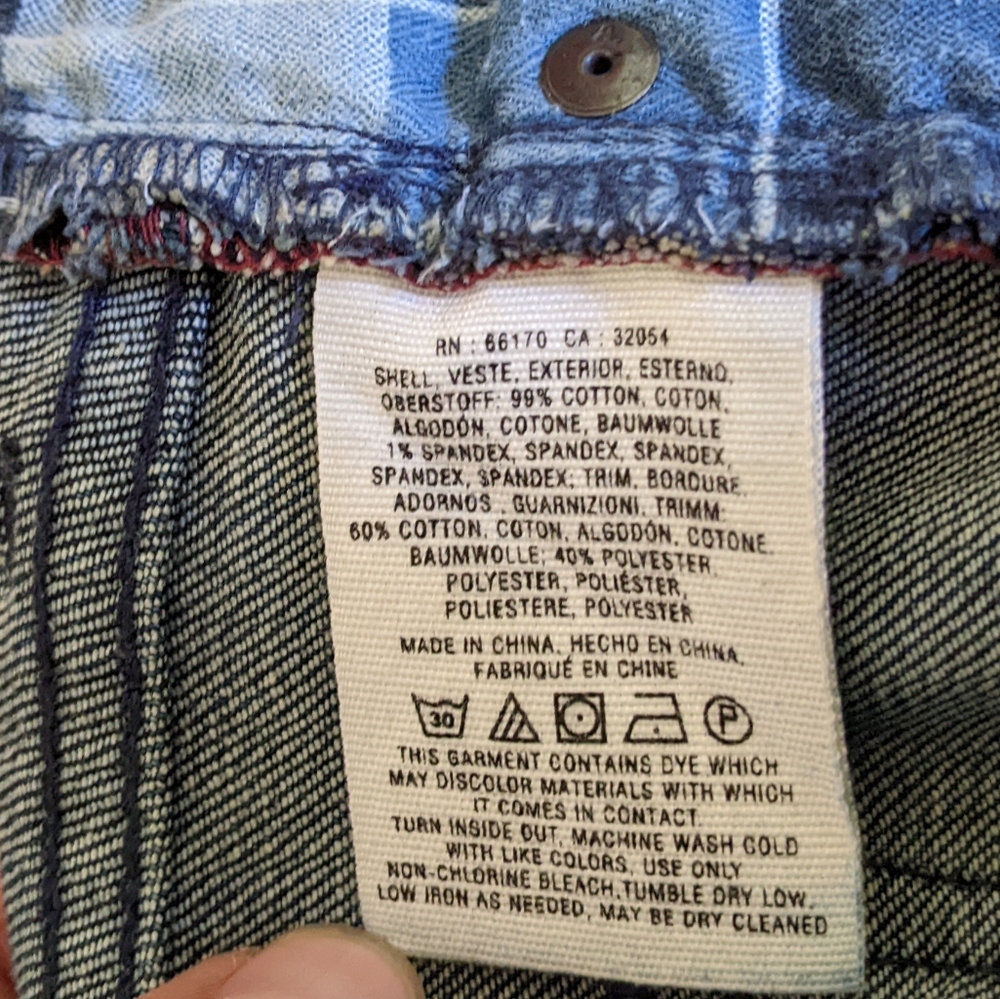 RN : 66170 CA : 32054
SHELL, VESTE, EXTERIOR, ESTERNO,
OBERSTOFF: 99% COTTON, COTON,
ALGODÓN, COTONE, BAUMWOLLE
1% SPANDEX, SPANDEX, SPANDEX,
SPANDEX, SPANDEX; TRIM, BORDURE,
ADORNOS , GUARNIZIONI, TRIMM:
60% COTTON, COTON, ALGODÓN, COTONE,
BAUMWOLLE; 40% POLYESTER,
POLYESTER, POLIÉSTER,
POLIESTERE, POLYESTER
MADE IN CHINA. HECHO EN CHINA.
FABRIQUÉ EN CHINE
30 P
THIS GARMENT CONTAINS DYE WHICH
MAY DISCOLOR MATERIALS WITH WHICH
IT COMES IN CONTACT.
TURN INSIDE OUT, MACHINE WASH COLD
WITH LIKE COLORS, USE ONLY
NON-CHLORINE BLEACH,TUMBLE DRY LOW,
LOW IRON AS NEEDED, MAY BE DRY CLEANED